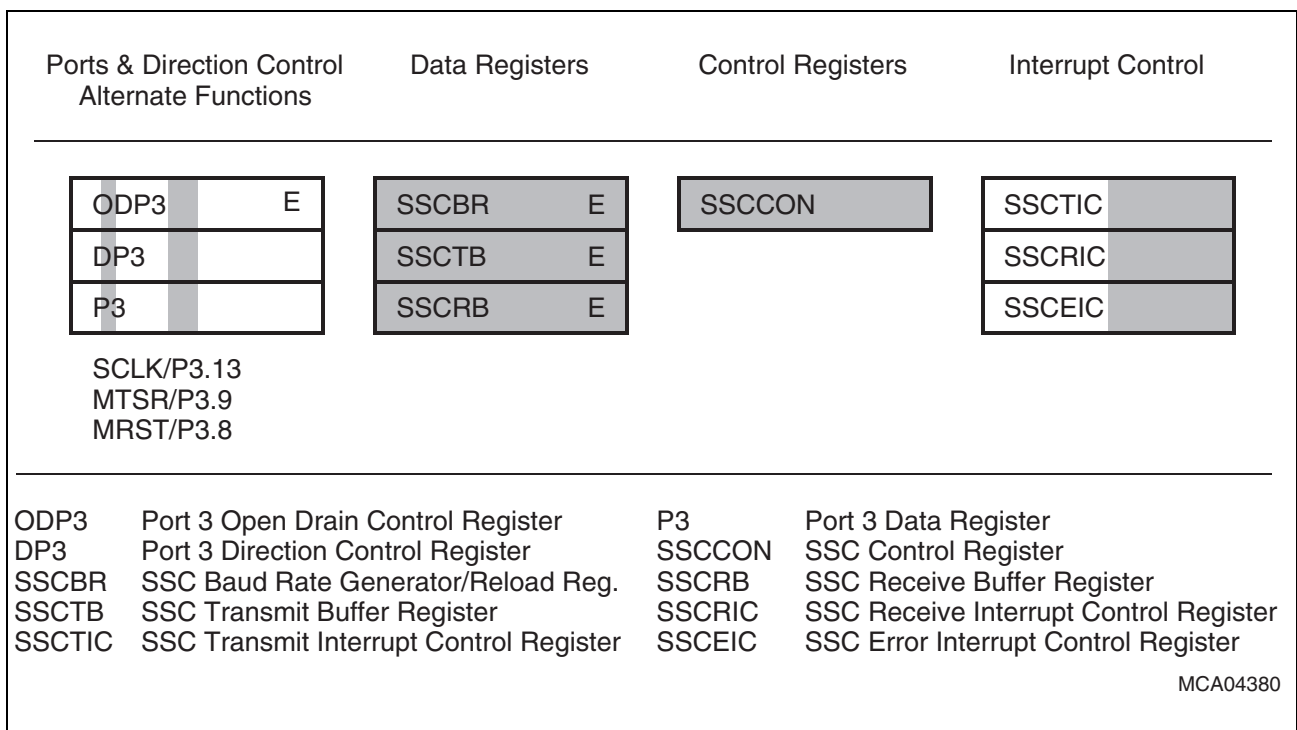 Ports & Direction Control Data Registers Control Registers Interrupt Control
Alternate Functions
ODP3 E SSCBR E SSCCON SSCTIC
DP3 SSCTB E SSCRIC
P3 SSCRB E SSCEIC
SCLK/P3.13
MTSR/P3.9
MRST/P3.8
ODP3 Port 3 Open Drain Control Register P3 Port 3 Data Register
DP3 Port 3 Direction Control Register SSCCON SSC Control Register
SSCBR SSC Baud Rate Generator/Reload Reg. SSCRB SSC Receive Buffer Register
SSCTB SSC Transmit Buffer Register SSCRIC SSC Receive Interrupt Control Register
SSCTIC SSC Transmit Interrupt Control Register SSCEIC SSC Error Interrupt Control Register
MCA04380